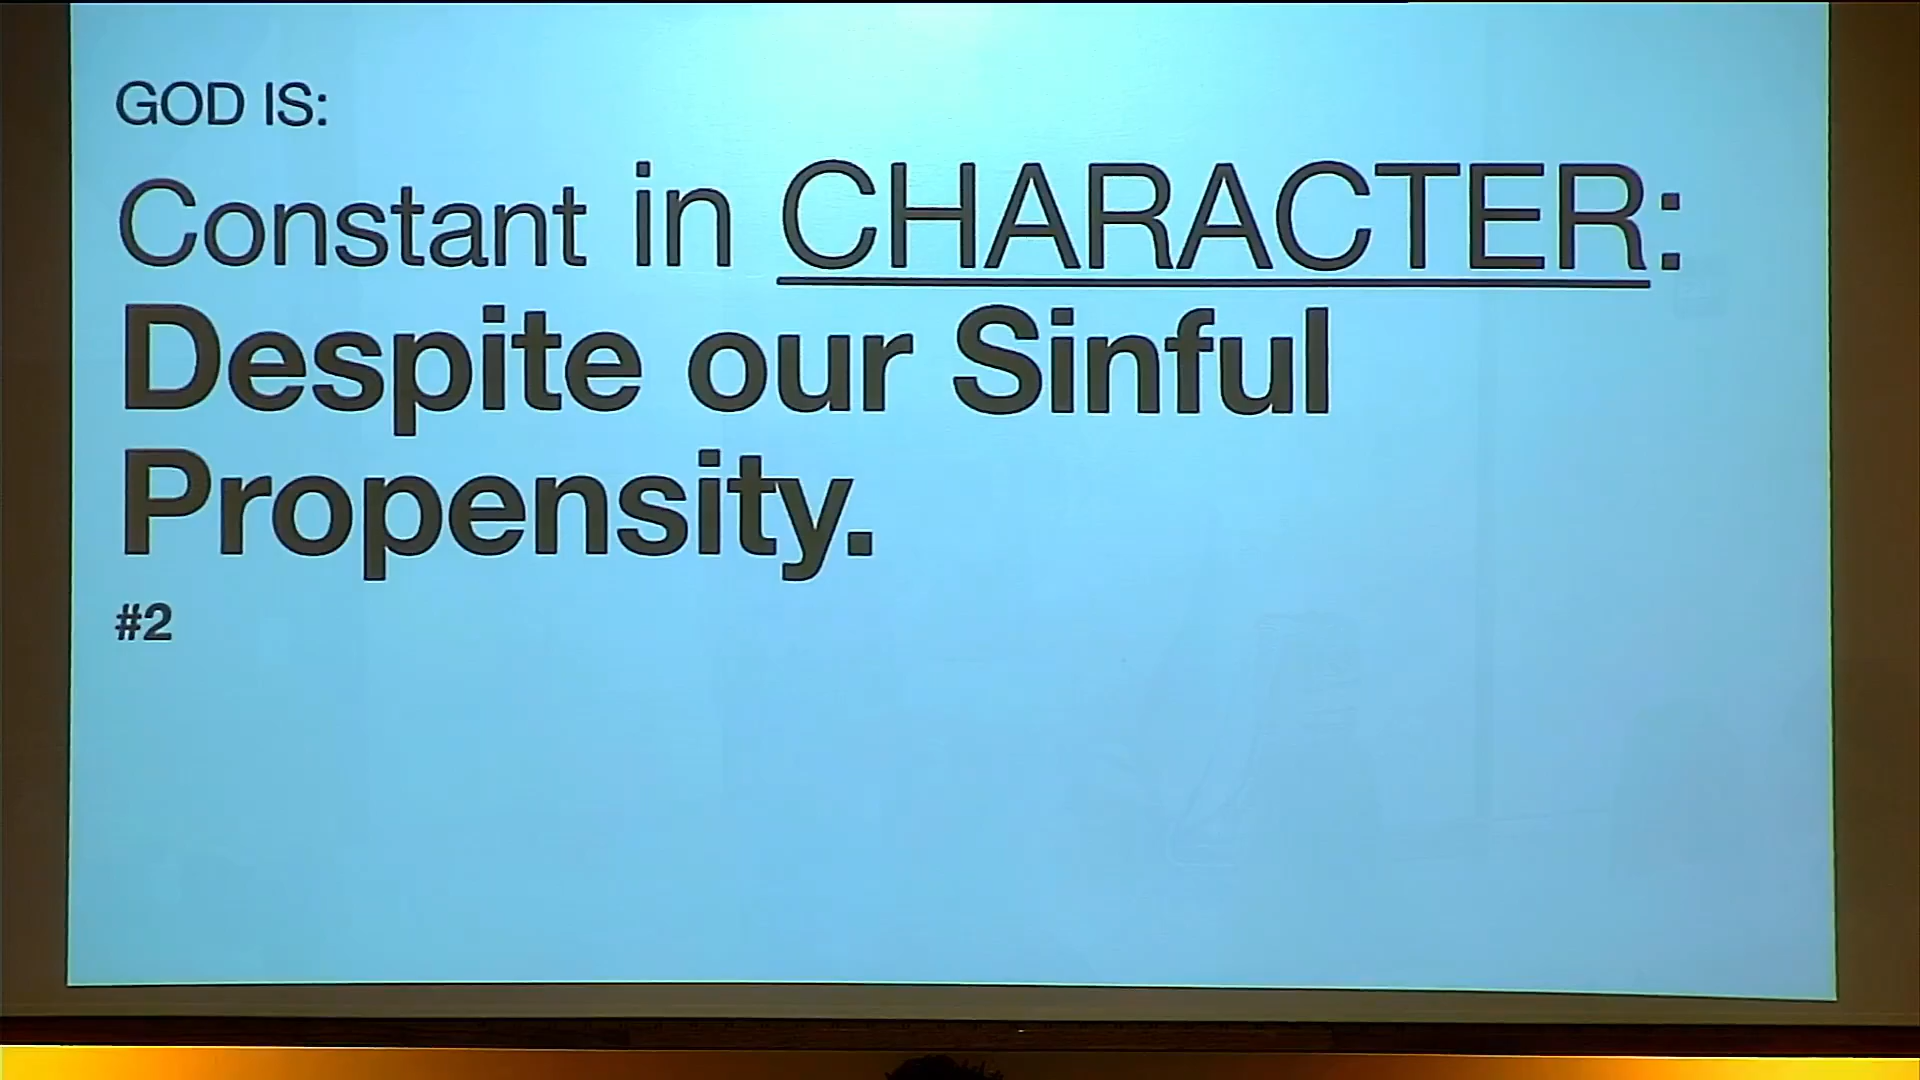 GOD IS:
Constant in CHARACTER:
Despite our Sinful
Propensity.
#2